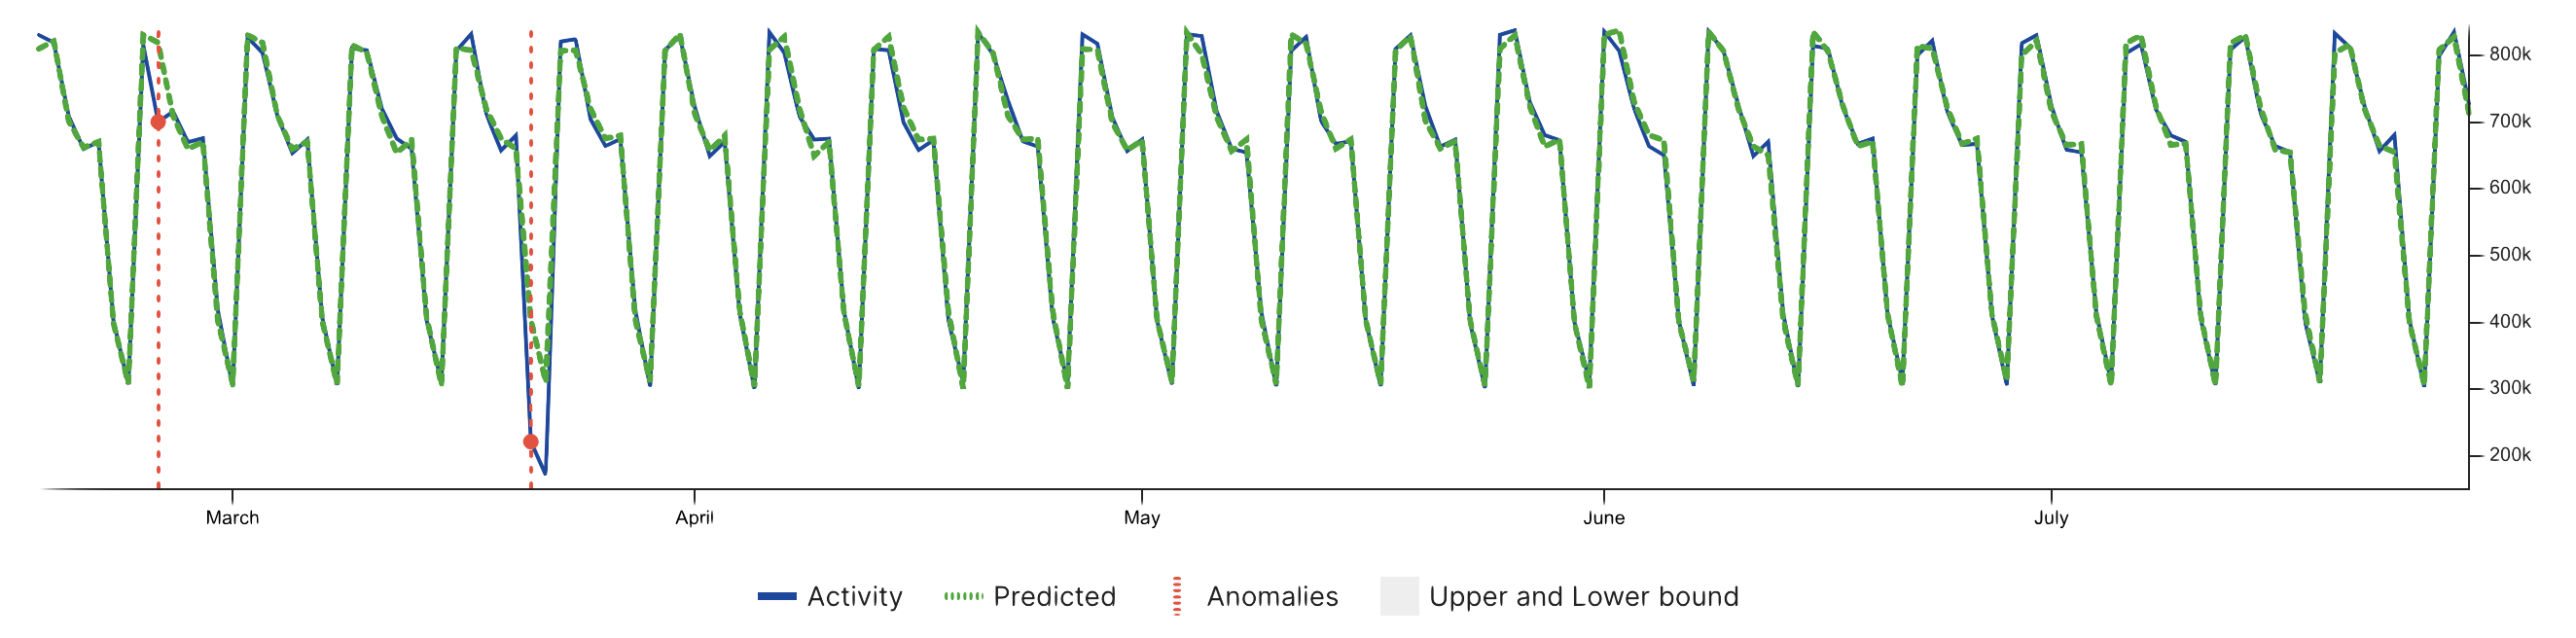 800k
700k
600k
500k
400k
300k
200k
March April May June July
Activity Predicted Anomalies Upper and Lower bound